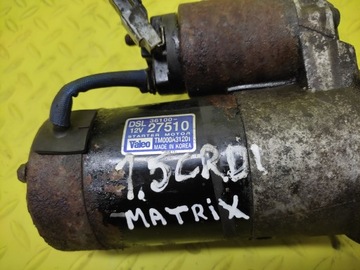 DSL 36100-
12V 27510
STARTER MOTOR
Valeo TM000A31201
MADE IN KOREA
1.5CRDI
MATRIX